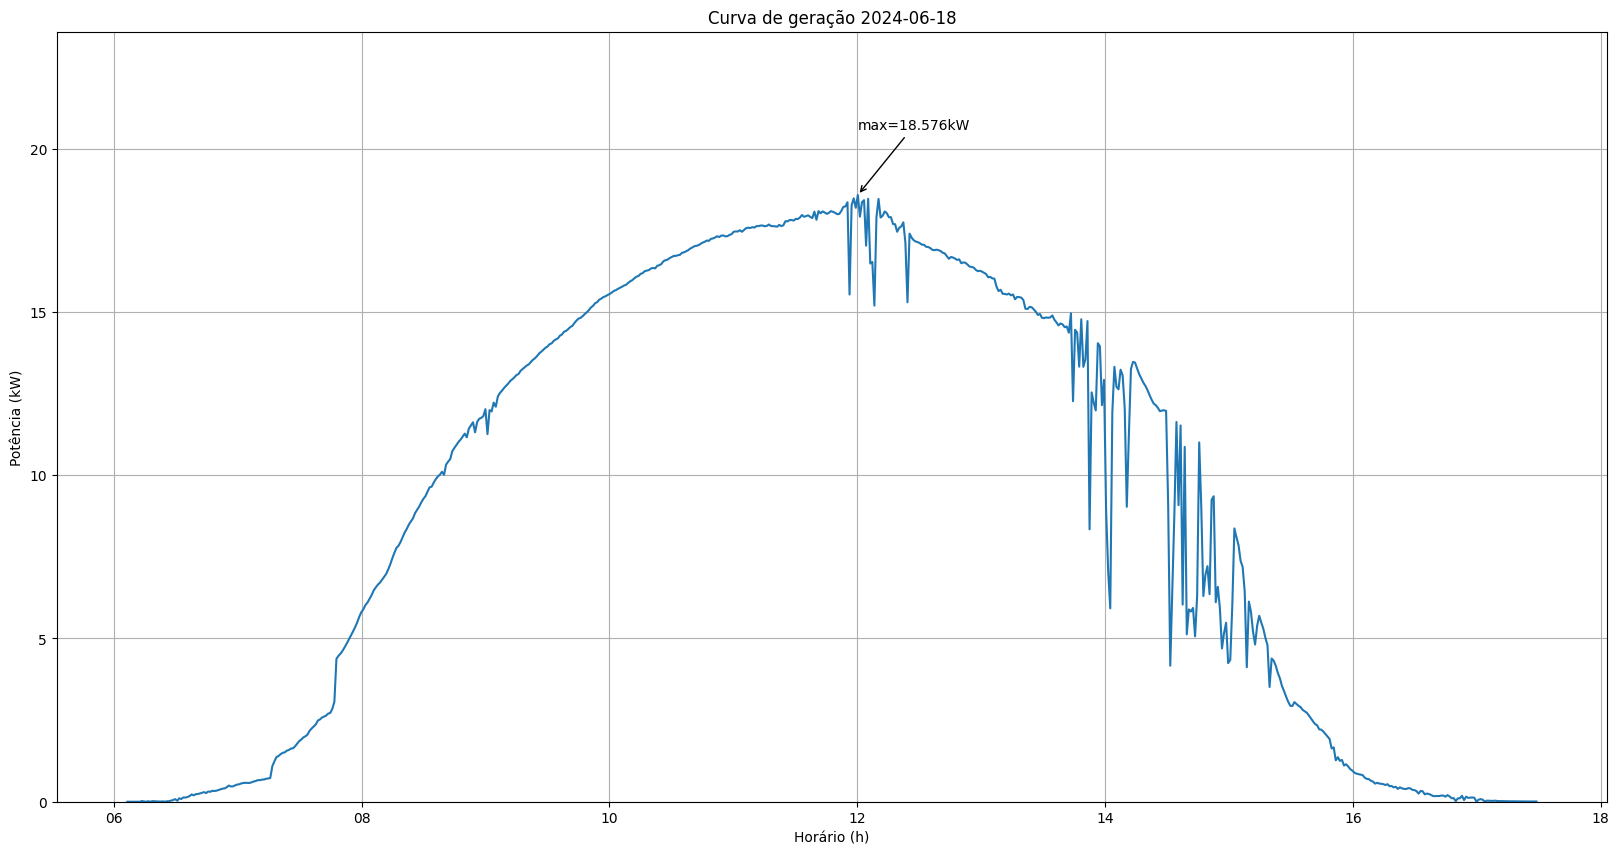 Curva de geração 2024-06-18
max=18.576kW
Potência (kW)
20
15
10
5
0
06 08 10 12 14 16 18
Horário (h)